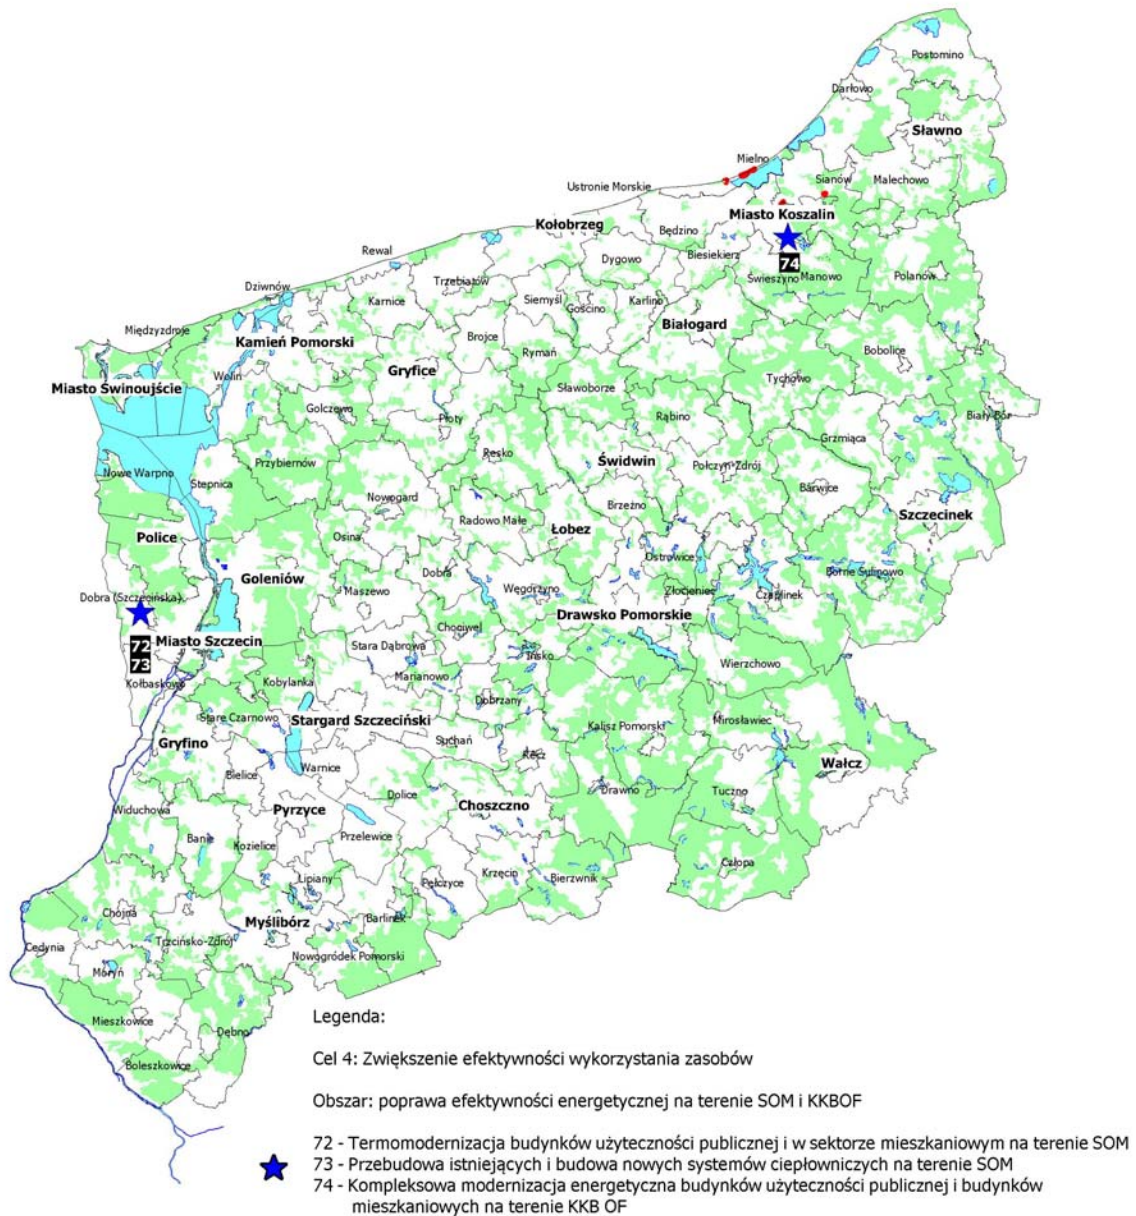 Postomino
Darłowo
Sławno
Mielno
Sianów
Malechowo
Ustronie Morskie
Miasto Koszalin
Kołobrzeg
Będzino
Rewal
Dygowo
Biesiekierz
74
Świeszyno
Manowo
Polanów
Dziwnów
Trzebiatów
Karnice
Siemyśl
Gościno
Karlino
Międzyzdroje
Białogard
Kamień Pomorski
Brojce
Rymań
Bobolice
Gryfice
Wolin
Tychowo
Miasto Świnoujście
Sławoborze
Golczewo
Płoty
Rąbino
Biały Bór
Grzmiąca
Resko
Świdwin
Połczyn-Zdrój
Przybiernów
Nowe Warpno
Stepnica
Barwice
Nowogard
Brzeżno
Szczecinek
Radowo Małe
Łobez
Police
Osina
Ostrowice
Dobra
Borne Sulinowo
Goleniów
Maszewo
Węgorzyno
Złocieniec
Czaplinek
Dobra (Szczecińska)
Drawsko Pomorskie
Chociwel
Miasto Szczecin
72
Stara Dąbrowa
Ińsko
73
Wierzchowo
Kołbaskowo
Kobylanka
Marianowo
Dobrzany
Stare Czarnowo
Stargard Szczeciński
Kalisz Pomorski
Mirosławiec
Suchań
Gryfino
Recz
Wałcz
Bielice
Warnice
Drawno
Tuczno
Dolice
Choszczno
Widuchowa
Pyrzyce
Banie
Kozielice
Przelewice
Człopa
Lipiany
Pełczyce
Krzęcin
Bierzwnik
Chojna
Myślibórz
Barlinek
Cedynia
Trzcińsko-Zdrój
Nowogródek Pomorski
Moryń
Mieszkowice
Dębno
Boleszkowice
Legenda:
Cel 4: Zwiększenie efektywności wykorzystania zasobów
Obszar: poprawa efektywności energetycznej na terenie SOM i KKBOF
72 - Termomodernizacja budynków użyteczności publicznej i w sektorze mieszkaniowym na terenie SOM
73 - Przebudowa istniejących i budowa nowych systemów ciepłowniczych na terenie SOM
74 - Kompleksowa modernizacja energetyczna budynków użyteczności publicznej i budynków
mieszkaniowych na terenie KKB OF